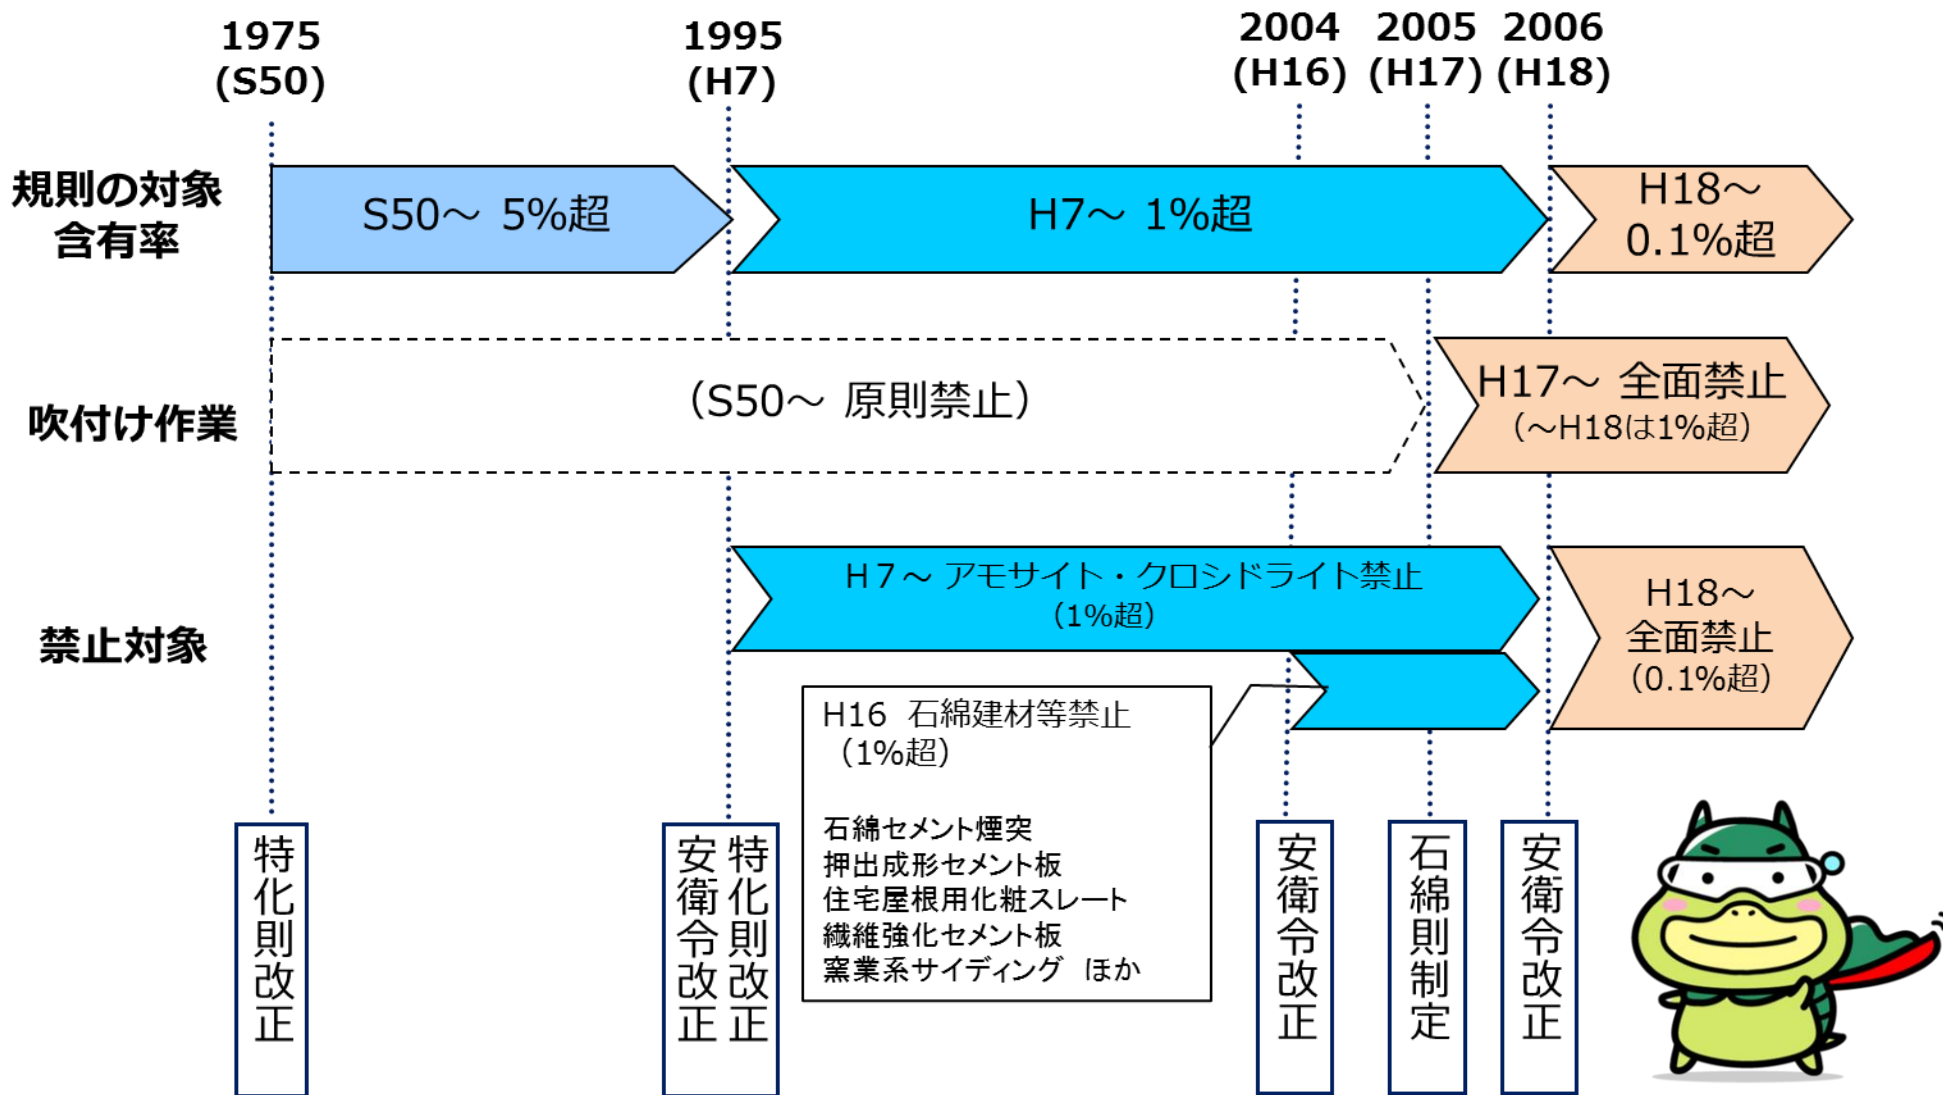 1975
(S50)
1995
(H7)
2004
(H16)
2005
(H17)
2006
(H18)
規則の対象
含有率
S50～ 5%超
H7～ 1%超
H18～
0.1%超
吹付け作業
（S50～ 原則禁止）
H17～ 全面禁止
（～H18は1%超）
禁止対象
H７～ アモサイト・クロシドライト禁止
（1%超）
H18～
全面禁止
（0.1%超）
H16 石綿建材等禁止
（1%超）
石綿セメント煙突
押出成形セメント板
住宅屋根用化粧スレート
繊維強化セメント板
窯業系サイディング ほか
特化則改正
特化則改正
安衛令改正
安衛令改正
石綿則制定
安衛令改正